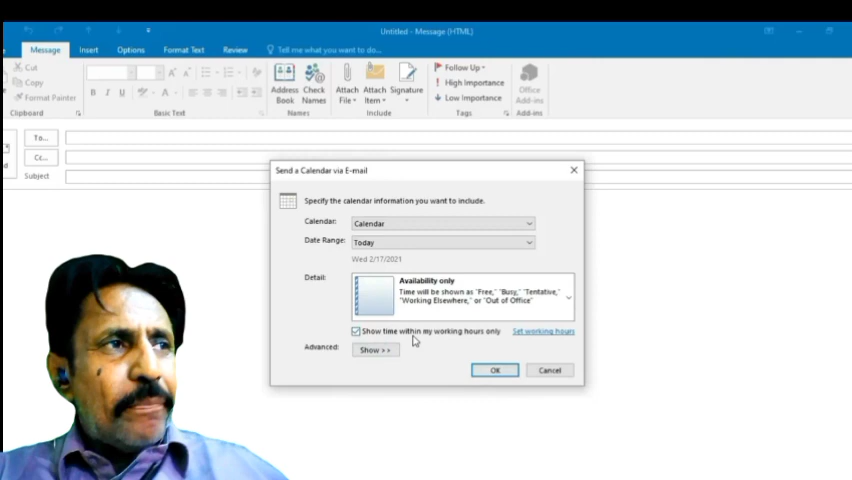 Untitled - Message (HTML)
Message Insert Options Format Text Review Tell me what you want to do...
Cut
Copy
Format Painter
Clipboard
B I U
Basic Text
Address Book
Check Names
Names
Attach File
Attach Item
Signature
Include
Follow Up
High Importance
Low Importance
Tags
Office Add-ins
Add-ins
To...
Cc...
Subject
Send a Calendar via E-mail
Specify the calendar information you want to include.
Calendar: Calendar
Date Range: Today
Wed 2/17/2021
Detail: Availability only
Time will be shown as "Free," "Busy," "Tentative,"
"Working Elsewhere," or "Out of Office"
Show time within my working hours only Set working hours
Advanced: Show >>
OK Cancel